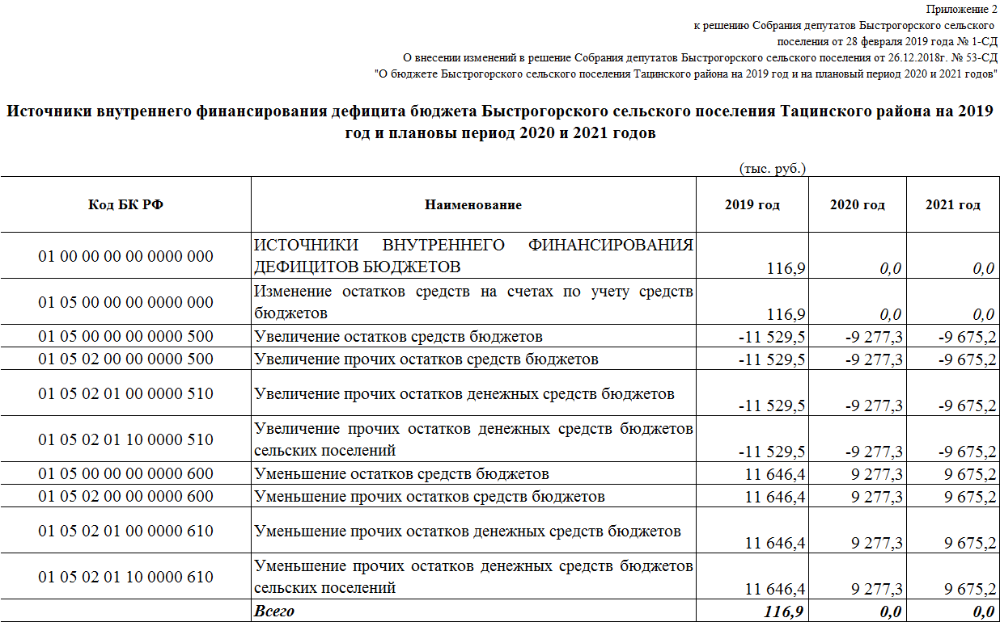 Приложение 2
к решению Собрания депутатов Быстрогорского сельского
поселения от 28 февраля 2019 года № 1-СД
О внесении изменений в решение Собрания депутатов Быстрогорского сельского поселения от 26.12.2018г. № 53-СД
"О бюджете Быстрогорского сельского поселения Тацинского района на 2019 год и на плановый период 2020 и 2021 годов"
Источники внутреннего финансирования дефицита бюджета Быстрогорского сельского поселения Тацинского района на 2019
год и плановы период 2020 и 2021 годов
(тыс. руб.)
Код БК РФ Наименование 2019 год 2020 год 2021 год
01 00 00 00 00 0000 000 ИСТОЧНИКИ ВНУТРЕННЕГО ФИНАНСИРОВАНИЯ
ДЕФИЦИТОВ БЮДЖЕТОВ 116,9 0,0 0,0
01 05 00 00 00 0000 000 Изменение остатков средств на счетах по учету средств
бюджетов 116,9 0,0 0,0
01 05 00 00 00 0000 500 Увеличение остатков средств бюджетов -11 529,5 -9 277,3 -9 675,2
01 05 02 00 00 0000 500 Увеличение прочих остатков средств бюджетов -11 529,5 -9 277,3 -9 675,2
01 05 02 01 00 0000 510 Увеличение прочих остатков денежных средств бюджетов -11 529,5 -9 277,3 -9 675,2
01 05 02 01 10 0000 510 Увеличение прочих остатков денежных средств бюджетов
сельских поселений -11 529,5 -9 277,3 -9 675,2
01 05 00 00 00 0000 600 Уменьшение остатков средств бюджетов 11 646,4 9 277,3 9 675,2
01 05 02 00 00 0000 600 Уменьшение прочих остатков средств бюджетов 11 646,4 9 277,3 9 675,2
01 05 02 01 00 0000 610 Уменьшение прочих остатков денежных средств бюджетов 11 646,4 9 277,3 9 675,2
01 05 02 01 10 0000 610 Уменьшение прочих остатков денежных средств бюджетов
сельских поселений 11 646,4 9 277,3 9 675,2
Всего 116,9 0,0 0,0